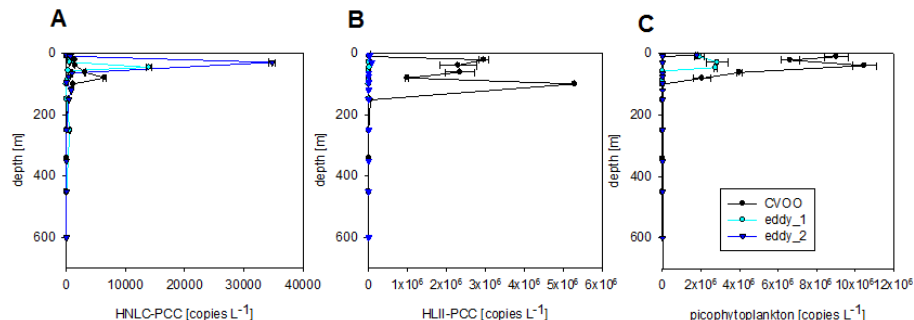 A
B
C
0
200
400
600
depth [m]
0
10000
20000
30000
40000
HNLC-PCC [copies L⁻¹]
0
200
400
600
depth [m]
0
1x10⁶
2x10⁶
3x10⁶
4x10⁶
5x10⁶
6x10⁶
HLII-PCC [copies L⁻¹]
0
200
400
600
depth [m]
CVOO
eddy_1
eddy_2
0
2x10⁶
4x10⁶
6x10⁶
8x10⁶
10x10⁶
12x10⁶
picophytoplankton [copies L⁻¹]